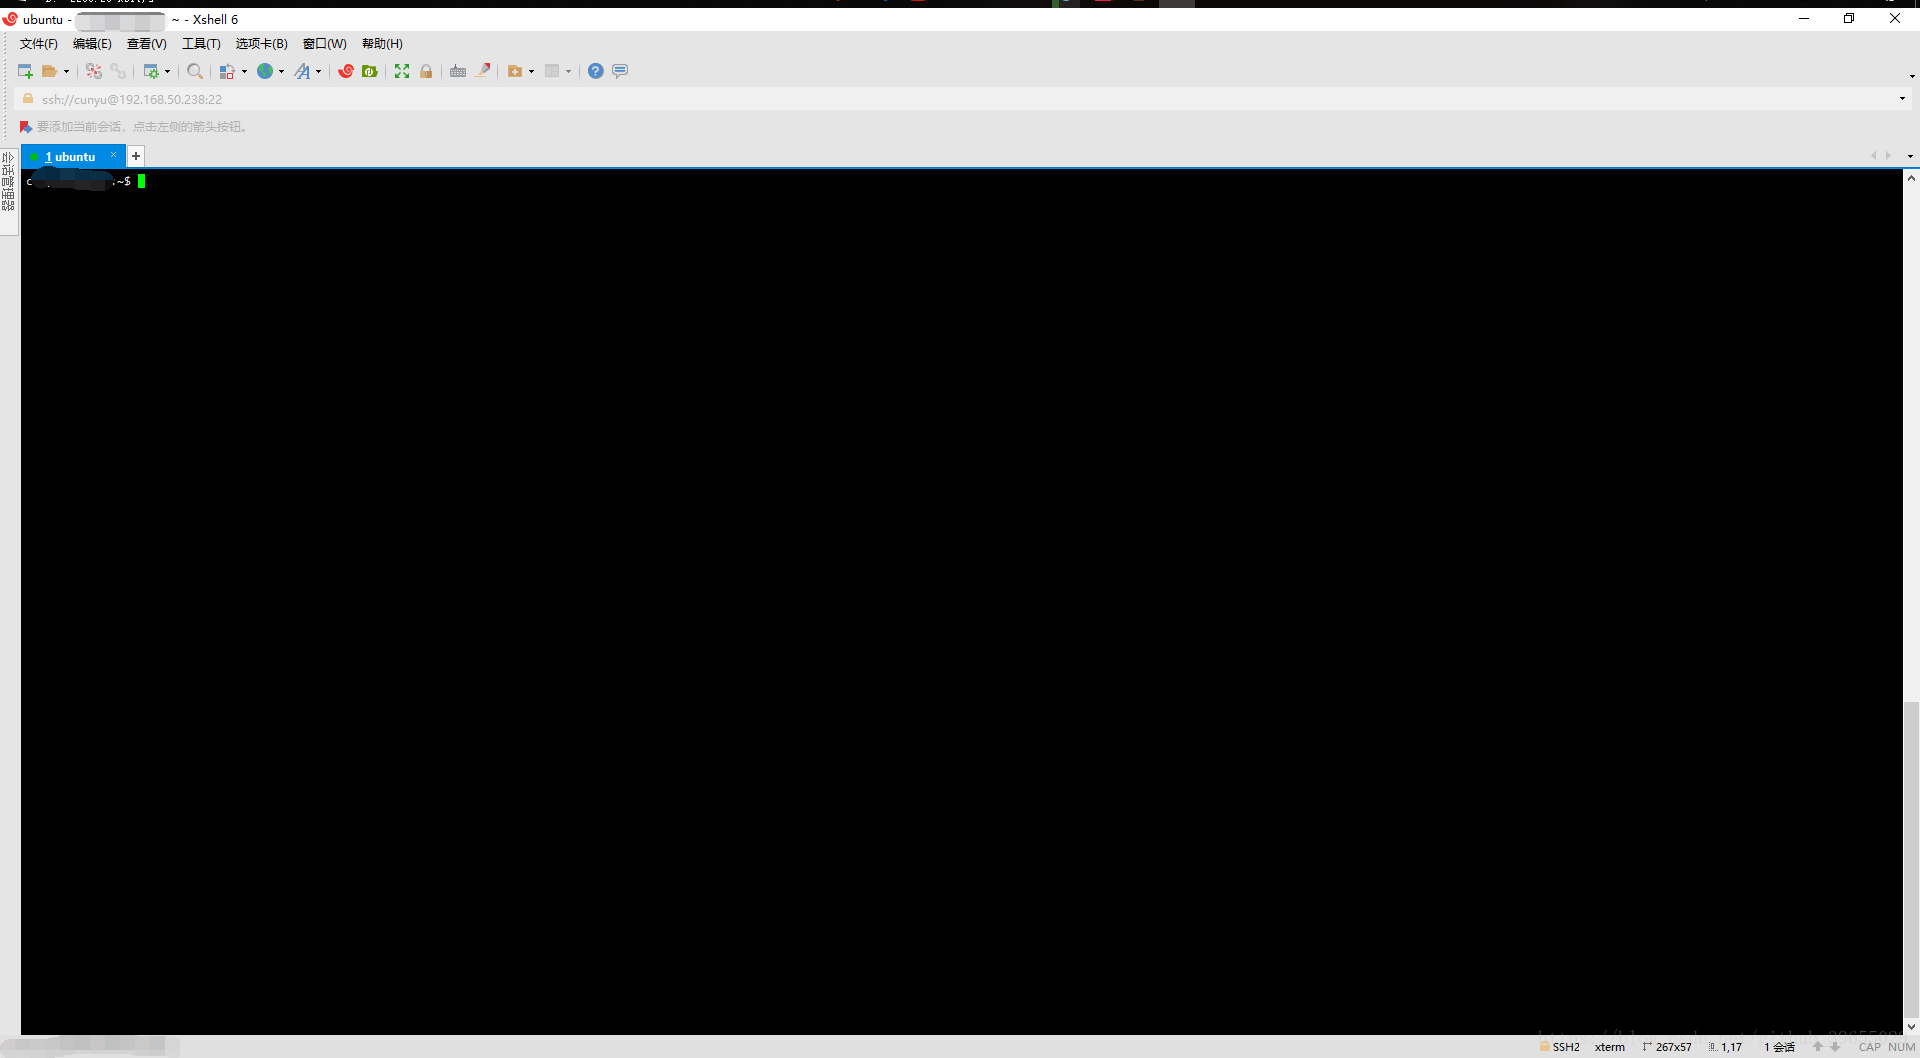 ubuntu - ~ - Xshell 6
文件(F) 编辑(E) 查看(V) 工具(T) 选项卡(B) 窗口(W) 帮助(H)
ssh://cunyu@192.168.50.238:22
要添加当前会话，点击左侧的箭头按钮。
会话管理器
1 ubuntu × +
:~$
SSH2 xterm 267x57 1,17 1 会话 CAP NUM